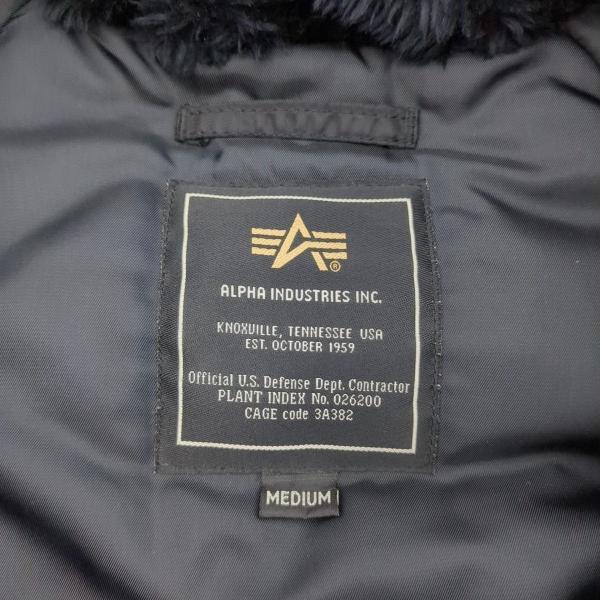 ®
ALPHA INDUSTRIES INC.
KNOXVILLE, TENNESSEE USA
EST. OCTOBER 1959
Official U.S. Defense Dept. Contractor
PLANT INDEX No. 026200
CAGE code 3A382
MEDIUM